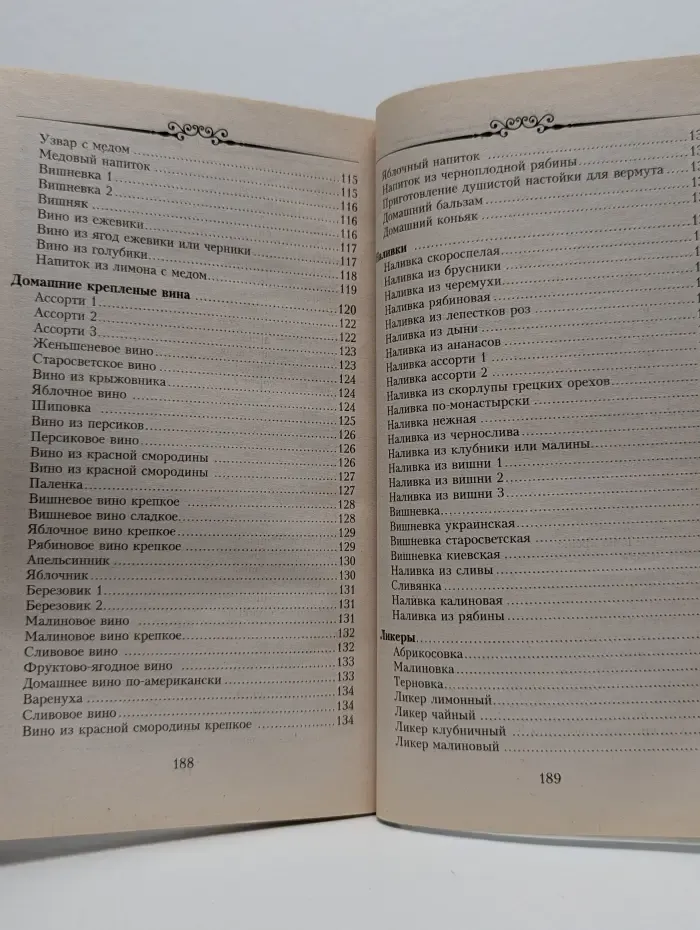 Узвар с медом 115
Медовый напиток 115
Вишневка 1 116
Вишневка 2 116
Вишняк 116
Вино из ежевики 117
Вино из ягод ежевики или черники 117
Вино из голубики 118
Напиток из лимона с медом 119
Домашние крепленые вина 120
Ассорти 1 122
Ассорти 2 122
Ассорти 3 123
Женьшеневое вино 123
Старосветское вино 124
Вино из крыжовника 124
Яблочное вино 124
Шиповка 125
Вино из персиков 126
Персиковое вино 126
Вино из красной смородины 126
Вино из красной смородины 127
Паленка 127
Вишневое вино крепкое 128
Вишневое вино сладкое 128
Яблочное вино крепкое 129
Рябиновое вино крепкое 129
Апельсинник 130
Яблочник 130
Березовик 1 131
Березовик 2 131
Малиновое вино 131
Малиновое вино крепкое 132
Сливовое вино 132
Фруктово-ягодное вино 133
Домашнее вино по-американски 133
Варенуха 134
Сливовое вино 134
Вино из красной смородины крепкое 134
188
Яблочный напиток
Напиток из черноплодной рябины
Приготовление душистой настойки для вермута
Домашний бальзам
Домашний коньяк
Наливки
Наливка скороспелая
Наливка из брусники
Наливка из черемухи
Наливка рябиновая
Наливка из лепестков роз
Наливка из дыни
Наливка из ананасов
Наливка ассорти 1
Наливка ассорти 2
Наливка из скорлупы грецких орехов
Наливка по-монастырски
Наливка нежная
Наливка из чернослива
Наливка из клубники или малины
Наливка из вишни 1
Наливка из вишни 2
Наливка из вишни 3
Вишневка
Вишневка украинская
Вишневка старосветская
Вишневка киевская
Наливка из сливы
Сливянка
Наливка калиновая
Наливка из рябины
Ликеры
Абрикосовка
Малиновка
Терновка
Ликер лимонный
Ликер чайный
Ликер клубничный
Ликер малиновый
189